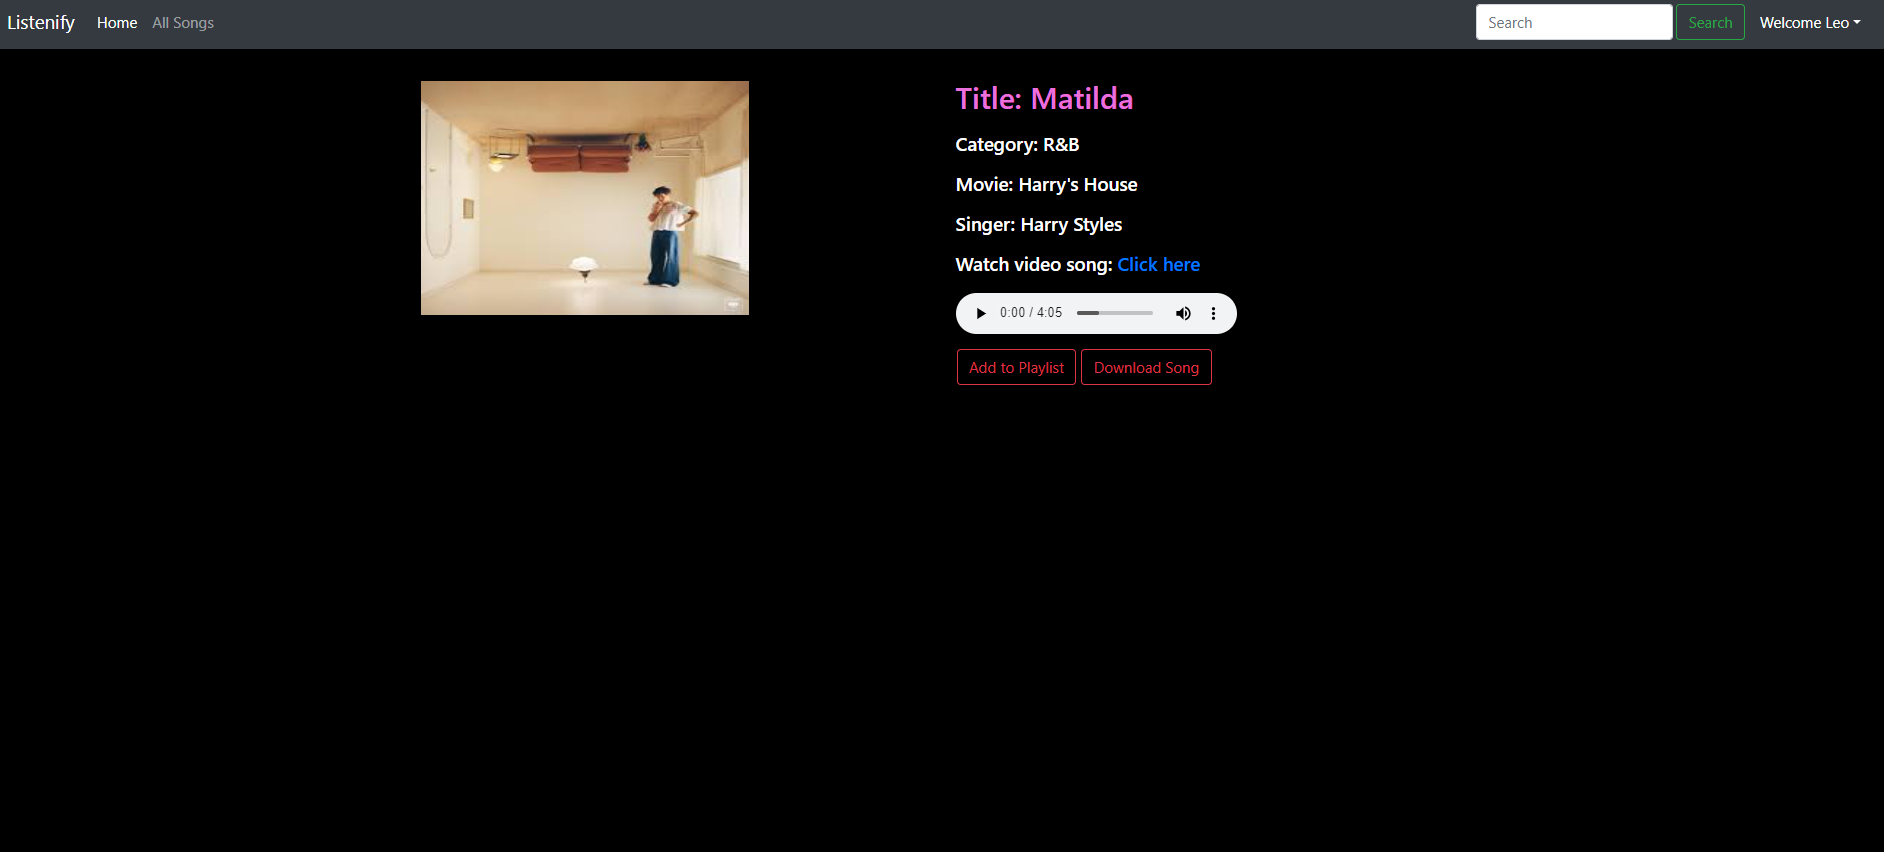 Listenify Home All Songs Search Search Welcome Leo
Title: Matilda
Category: R&B
Movie: Harry's House
Singer: Harry Styles
Watch video song: Click here
0:00 / 4:05
Add to Playlist Download Song